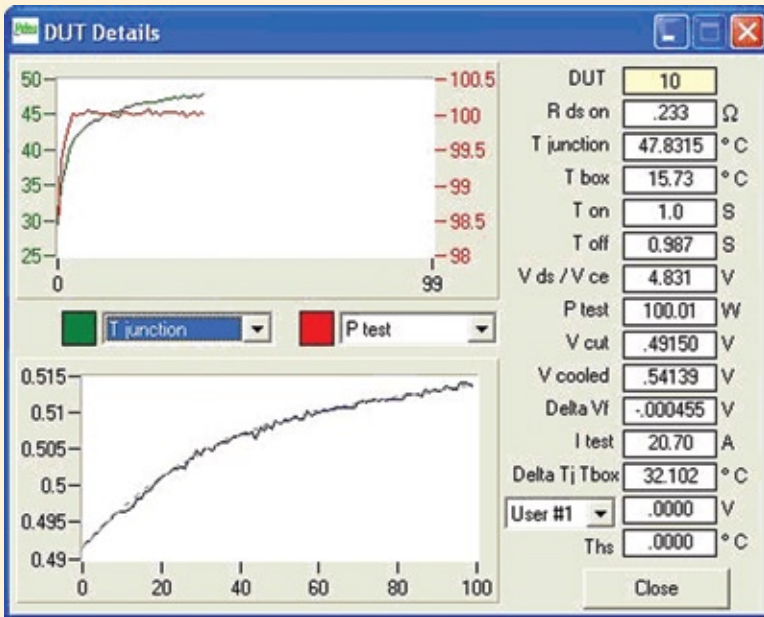 DUT Details
50
45
40
35
30
25
100.5
100
99.5
99
98.5
98
0
99
T junction
P test
0.515
0.51
0.505
0.5
0.495
0.49
0
20
40
60
80
100
DUT 10
R ds on .233 Ω
T junction 47.8315 ° C
T box 15.73 ° C
T on 1.0 S
T off 0.987 S
V ds / V ce 4.831 V
P test 100.01 W
V cut .49150 V
V cooled .54139 V
Delta Vf -.000455 V
I test 20.70 A
Delta Tj Tbox 32.102 ° C
User #1 .0000 V
Ths .0000 ° C
Close